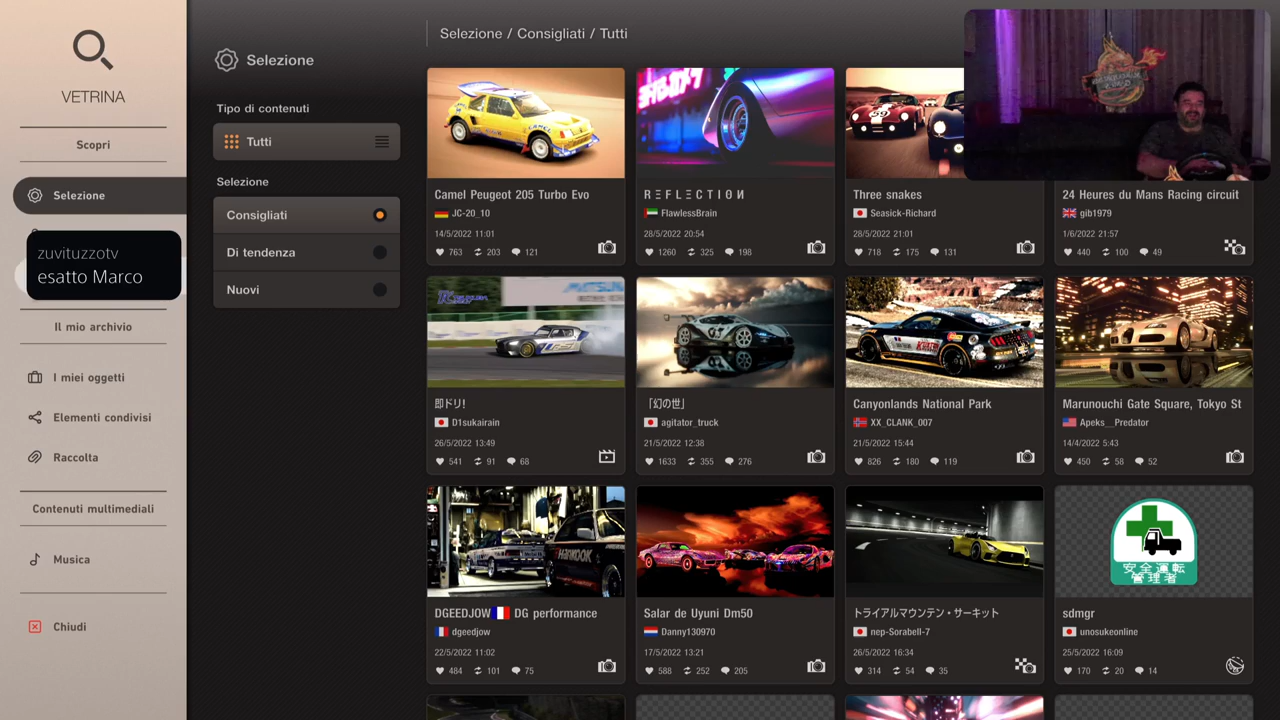 VETRINA
Scopri
Selezione
zuvituzzotv
esatto Marco
Il mio archivio
I miei oggetti
Elementi condivisi
Raccolta
Contenuti multimediali
Musica
Chiudi
Selezione
Tipo di contenuti
Tutti
Selezione
Consigliati
Di tendenza
Nuovi
Selezione / Consigliati / Tutti
Camel Peugeot 205 Turbo Evo
JC-20_10
14/5/2022 11:01
763 203 121
RΞFLΞCTIOИ
FlawlessBrain
28/5/2022 20:54
1260 325 198
Three snakes
Seasick-Richard
28/5/2022 21:01
718 175 131
24 Heures du Mans Racing circuit
gib1979
1/6/2022 21:57
440 100 49
即ドリ!
D1sukairain
26/5/2022 13:49
541 91 68
「幻の世」
agitator_truck
21/5/2022 12:38
1633 355 276
Canyonlands National Park
XX_CLANK_007
21/5/2022 15:44
826 180 119
Marunouchi Gate Square, Tokyo St
Apeks__Predator
14/4/2022 5:43
450 58 52
DGEEDJOW DG performance
dgeedjow
22/5/2022 11:02
484 101 75
Salar de Uyuni Dm50
Danny130970
17/5/2022 13:21
588 252 205
トライアルマウンテン・サーキット
nep-Sorabell-7
26/5/2022 16:34
314 54 35
安全運転
管理者
sdmgr
unosukeonline
25/5/2022 16:09
170 20 14